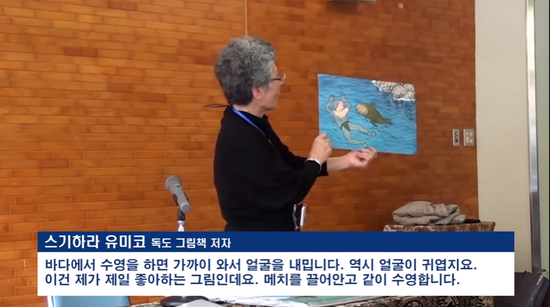 스기하라 유미코 독도 그림책 저자
바다에서 수영을 하면 가까이 와서 얼굴을 내밉니다. 역시 얼굴이 귀엽지요.
이건 제가 제일 좋아하는 그림인데요. 메치를 끌어안고 같이 수영합니다.